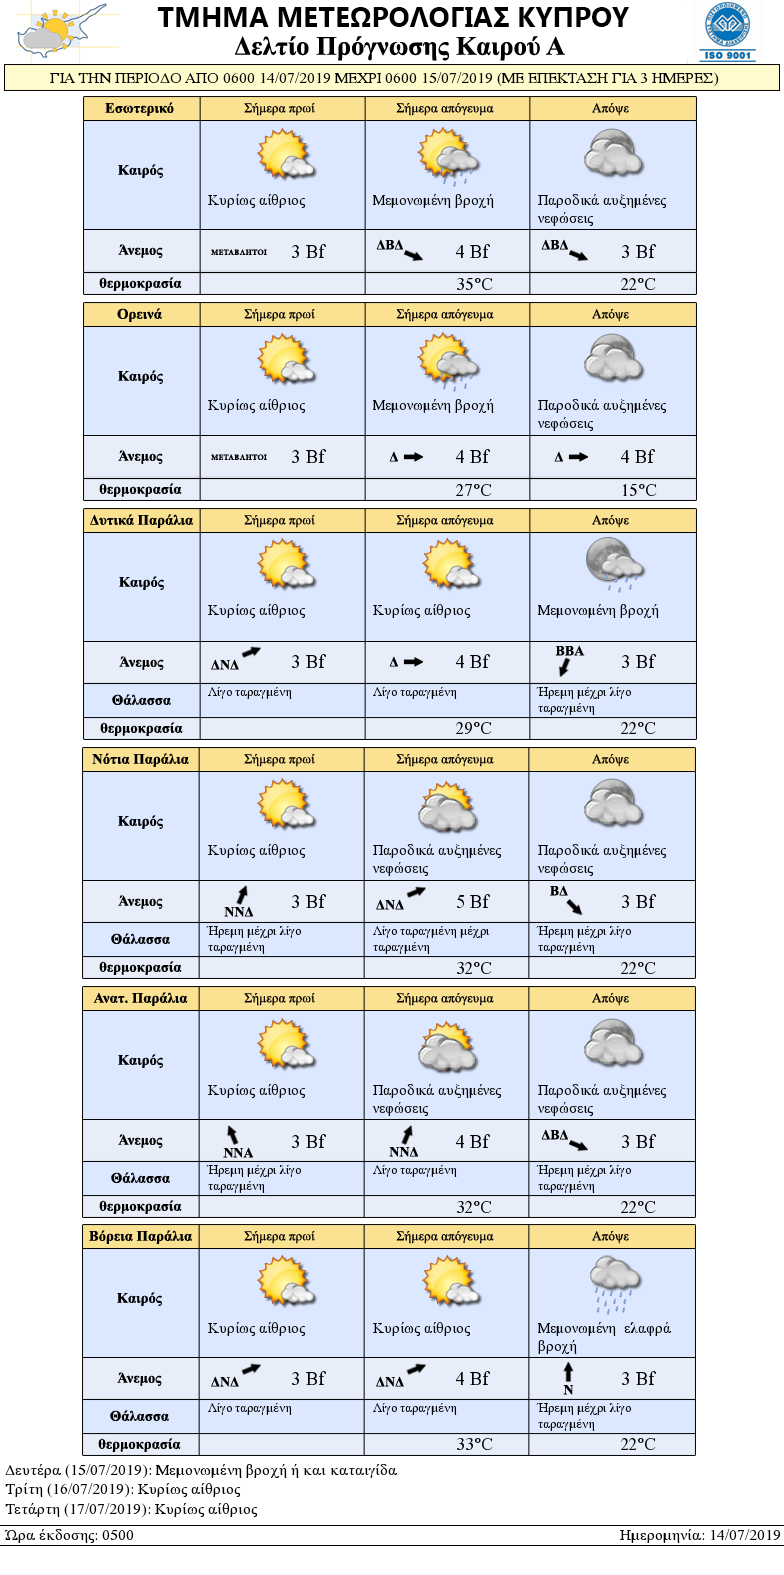 ΤΜΗΜΑ ΜΕΤΕΩΡΟΛΟΓΙΑΣ ΚΥΠΡΟΥ
Δελτίο Πρόγνωσης Καιρού Α
ISO 9001
ΓΙΑ ΤΗΝ ΠΕΡΙΟΔΟ ΑΠΟ 0600 14/07/2019 ΜΕΧΡΙ 0600 15/07/2019 (ΜΕ ΕΠΕΚΤΑΣΗ ΓΙΑ 3 ΗΜΕΡΕΣ)
Εσωτερικό Σήμερα πρωί Σήμερα απόγευμα Απόψε
Καιρός
Κυρίως αίθριος Μεμονωμένη βροχή Παροδικά αυξημένες
νεφώσεις
Άνεμος ΜΕΤΑΒΛΗΤΟΙ 3 Bf ΔΒΔ 4 Bf ΔΒΔ 3 Bf
θερμοκρασία 35°C 22°C
Ορεινά Σήμερα πρωί Σήμερα απόγευμα Απόψε
Καιρός
Κυρίως αίθριος Μεμονωμένη βροχή Παροδικά αυξημένες
νεφώσεις
Άνεμος ΜΕΤΑΒΛΗΤΟΙ 3 Bf Δ 4 Bf Δ 4 Bf
θερμοκρασία 27°C 15°C
Δυτικά Παράλια Σήμερα πρωί Σήμερα απόγευμα Απόψε
Καιρός
Κυρίως αίθριος Κυρίως αίθριος Μεμονωμένη βροχή
Άνεμος ΔΝΔ 3 Bf Δ 4 Bf ΒΒΑ 3 Bf
Θάλασσα Λίγο ταραγμένη Λίγο ταραγμένη Ήρεμη μέχρι λίγο
ταραγμένη
θερμοκρασία 29°C 22°C
Νότια Παράλια Σήμερα πρωί Σήμερα απόγευμα Απόψε
Καιρός
Κυρίως αίθριος Παροδικά αυξημένες Παροδικά αυξημένες
νεφώσεις νεφώσεις
Άνεμος ΝΝΔ 3 Bf ΔΝΔ 5 Bf ΒΔ 3 Bf
Θάλασσα Ήρεμη μέχρι λίγο Λίγο ταραγμένη μέχρι Ήρεμη μέχρι λίγο
ταραγμένη ταραγμένη ταραγμένη
θερμοκρασία 32°C 22°C
Ανατ. Παράλια Σήμερα πρωί Σήμερα απόγευμα Απόψε
Καιρός
Κυρίως αίθριος Παροδικά αυξημένες Παροδικά αυξημένες
νεφώσεις νεφώσεις
Άνεμος ΝΝΑ 3 Bf ΝΝΔ 4 Bf ΔΒΔ 3 Bf
Θάλασσα Ήρεμη μέχρι λίγο Λίγο ταραγμένη Ήρεμη μέχρι λίγο
ταραγμένη ταραγμένη
θερμοκρασία 32°C 22°C
Βόρεια Παράλια Σήμερα πρωί Σήμερα απόγευμα Απόψε
Καιρός
Κυρίως αίθριος Κυρίως αίθριος Μεμονωμένη ελαφρά
βροχή
Άνεμος ΔΝΔ 3 Bf ΔΝΔ 4 Bf Ν 3 Bf
Θάλασσα Λίγο ταραγμένη Λίγο ταραγμένη Ήρεμη μέχρι λίγο
ταραγμένη
θερμοκρασία 33°C 22°C
Δευτέρα (15/07/2019): Μεμονωμένη βροχή ή και καταιγίδα
Τρίτη (16/07/2019): Κυρίως αίθριος
Τετάρτη (17/07/2019): Κυρίως αίθριος
Ώρα έκδοσης: 0500 Ημερομηνία: 14/07/2019